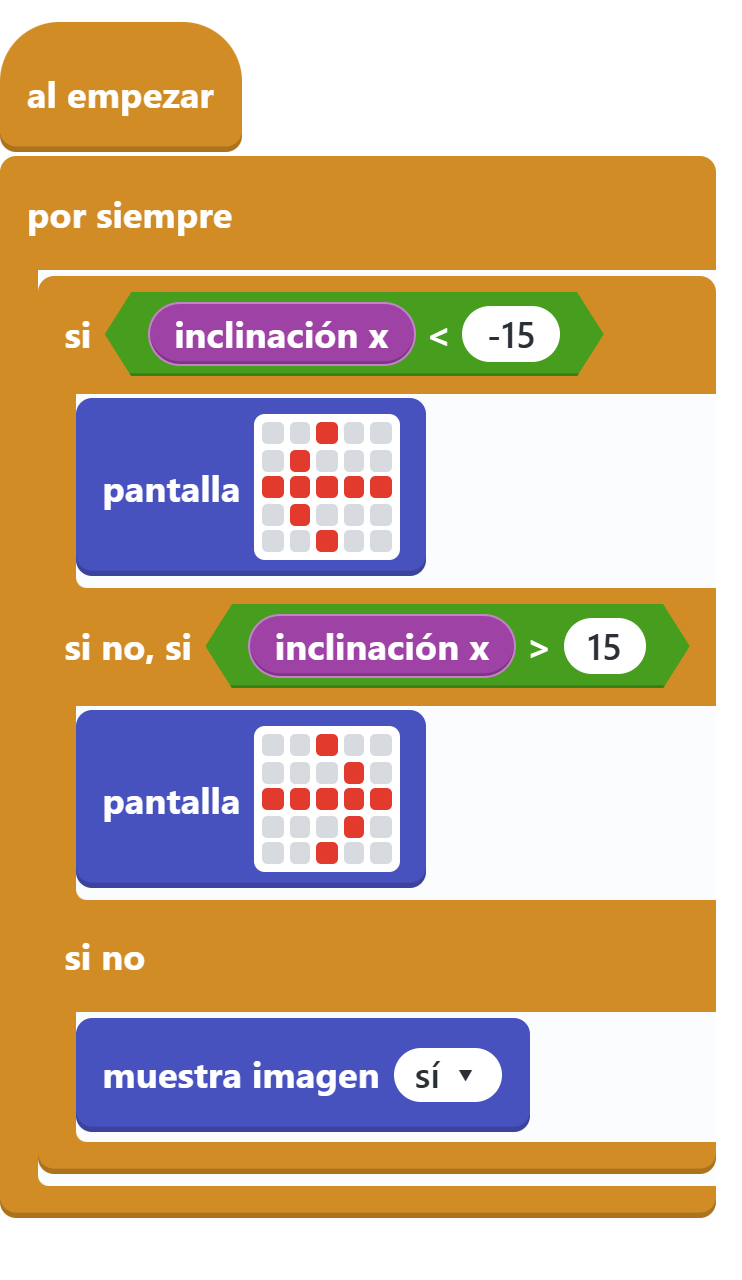 al empezar
por siempre
si inclinación x < -15
pantalla
si no, si inclinación x > 15
pantalla
si no
muestra imagen sí ▼